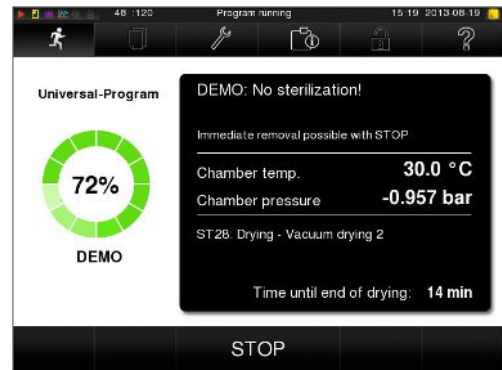 48 :120 Program running 15:19 2013-08-19
?
Universal-Program
72%
DEMO
DEMO: No sterilization!
Immediate removal possible with STOP
Chamber temp. 30.0 °C
Chamber pressure -0.957 bar
ST28: Drying - Vacuum drying 2
Time until end of drying: 14 min
STOP